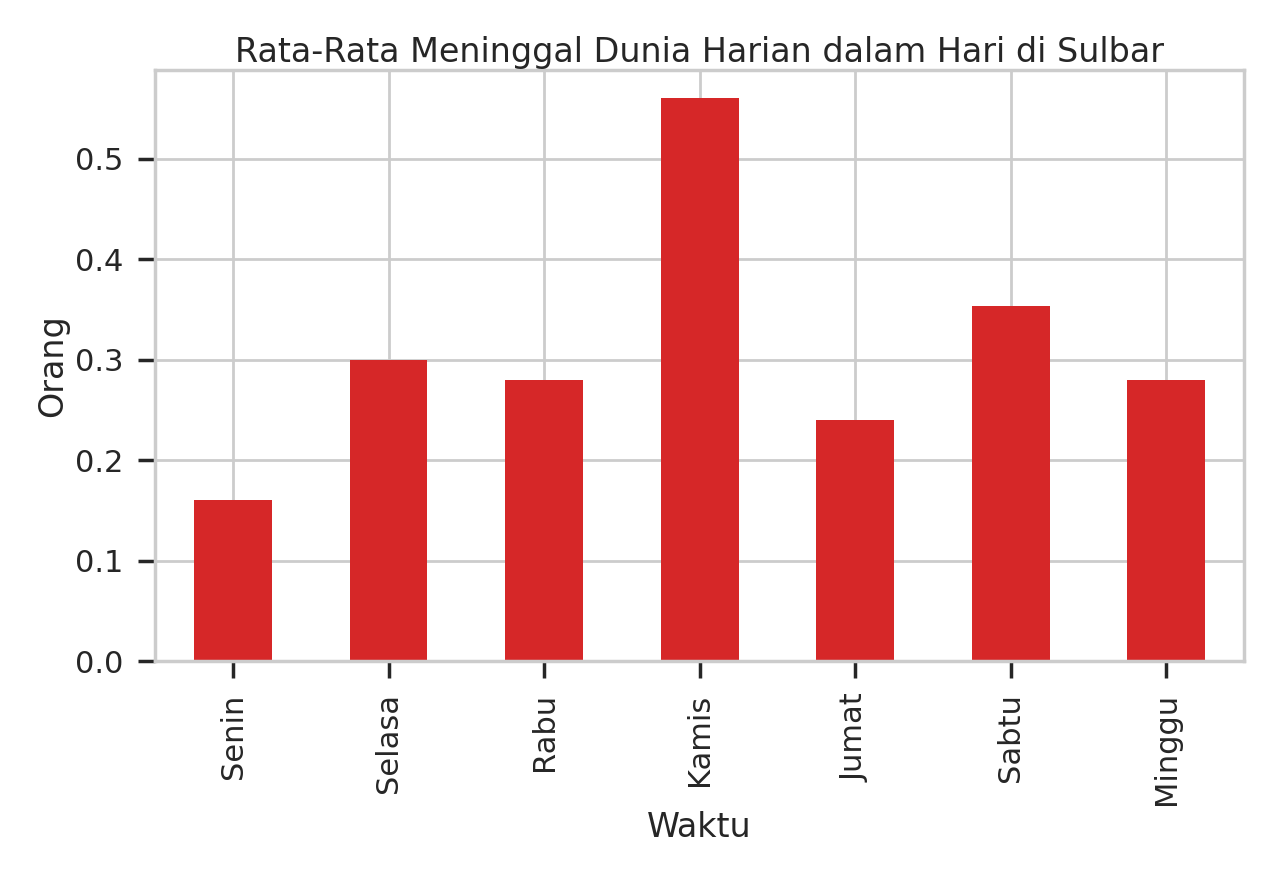 Rata-Rata Meninggal Dunia Harian dalam Hari di Sulbar
Orang
0.5
0.4
0.3
0.2
0.1
0.0
Senin
Selasa
Rabu
Kamis
Jumat
Sabtu
Minggu
Waktu